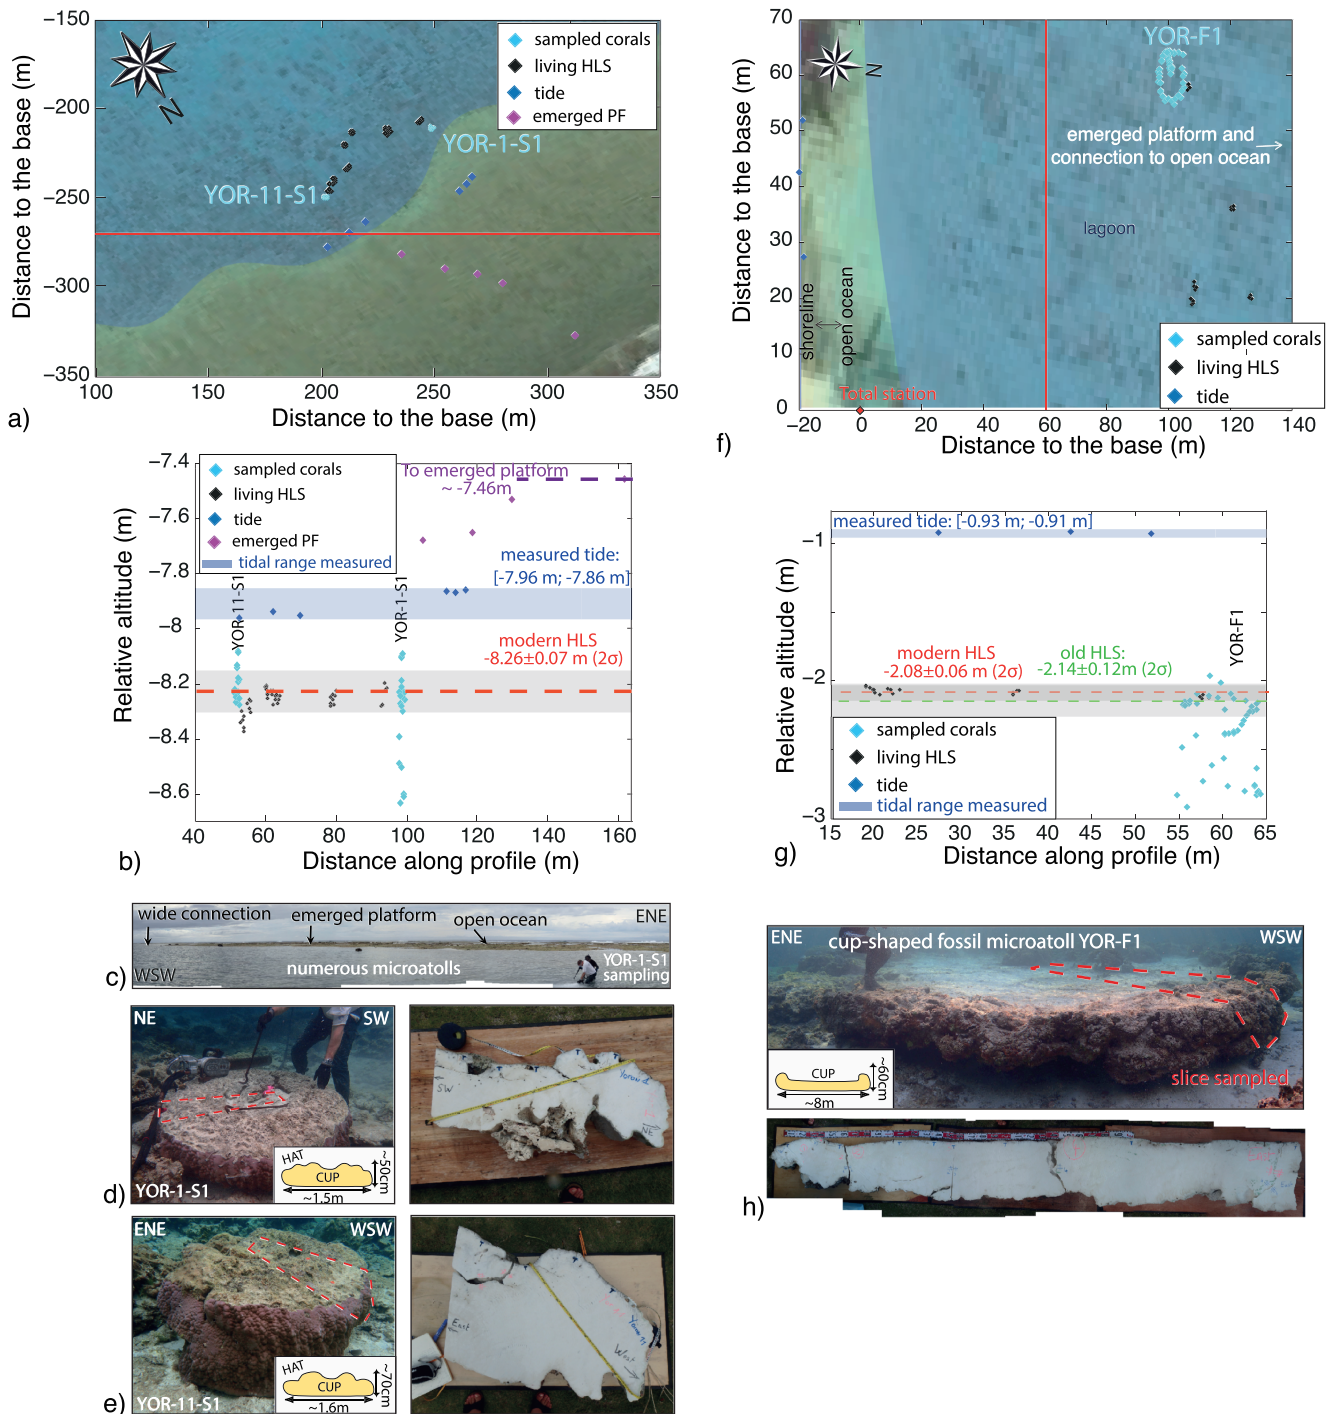 −150
−200
−250
−300
−350
Distance to the base (m)
N
sampled corals
living HLS
tide
emerged PF
YOR-1-S1
YOR-11-S1
100
150
200
250
300
350
Distance to the base (m)
a)
70
60
50
40
30
20
10
0
Distance to the base (m)
N
YOR-F1
emerged platform and
connection to open ocean
lagoon
shoreline
open ocean
Total station
sampled corals
living HLS
tide
−20
0
20
40
60
80
100
120
140
Distance to the base (m)
f)
−7.4
−7.6
−7.8
−8
−8.2
−8.4
−8.6
Relative altitude (m)
sampled corals
living HLS
tide
emerged PF
tidal range measured
To emerged platform
~ -7.46m
measured tide:
[-7.96 m; -7.86 m]
YOR-11-S1
YOR-1-S1
modern HLS
-8.26±0.07 m (2σ)
40
60
80
100
120
140
160
Distance along profile (m)
b)
−1
−2
−3
Relative altitude (m)
measured tide: [-0.93 m; -0.91 m]
YOR-F1
modern HLS
-2.08±0.06 m (2σ)
old HLS:
-2.14±0.12m (2σ)
sampled corals
living HLS
tide
tidal range measured
15
20
25
30
35
40
45
50
55
60
65
Distance along profile (m)
g)
wide connection
emerged platform
open ocean
ENE
WSW
numerous microatolls
YOR-1-S1
sampling
c)
NE
SW
HAT
CUP
~50cm
~1.5m
YOR-1-S1
SW
NE
d)
ENE
WSW
HAT
CUP
~70cm
~1.6m
YOR-11-S1
East
West
e)
ENE
cup-shaped fossil microatoll YOR-F1
WSW
CUP
~60cm
~8m
slice sampled
h)